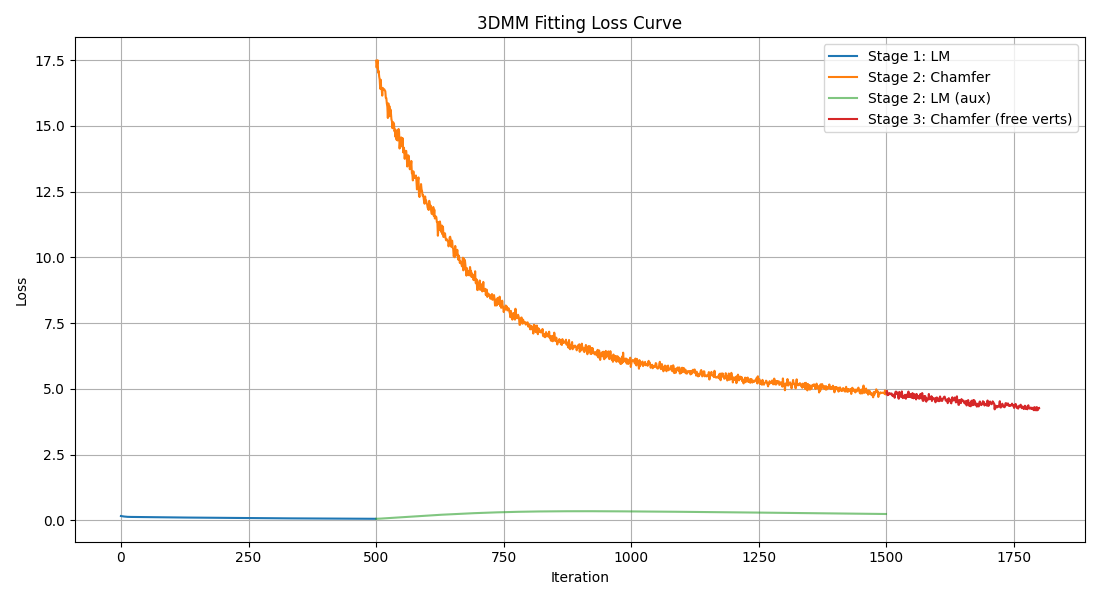 3DMM Fitting Loss Curve
Stage 1: LM
Stage 2: Chamfer
Stage 2: LM (aux)
Stage 3: Chamfer (free verts)
17.5
15.0
12.5
10.0
7.5
5.0
2.5
0.0
Loss
0 250 500 750 1000 1250 1500 1750
Iteration